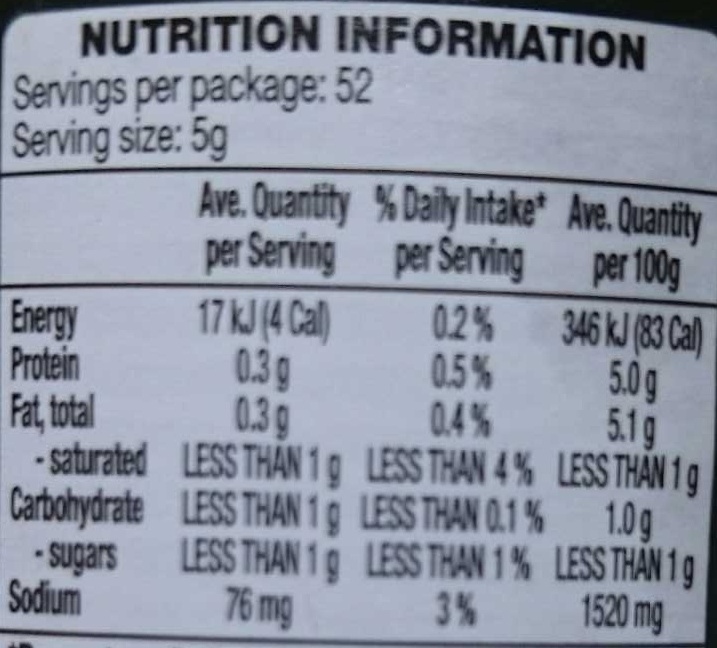 NUTRITION INFORMATION
Servings per package: 52
Serving size: 5g
Ave. Quantity % Daily Intake* Ave. Quantity
per Serving per Serving per 100g
Energy 17 kJ (4 Cal) 0.2% 346 kJ (83 Cal)
Protein 0.3 g 0.5% 5.0 g
Fat, total 0.3 g 0.4% 5.1 g
- saturated LESS THAN 1 g LESS THAN 4% LESS THAN 1 g
Carbohydrate LESS THAN 1 g LESS THAN 0.1% 1.0 g
- sugars LESS THAN 1 g LESS THAN 1% LESS THAN 1 g
Sodium 76 mg 3% 1520 mg